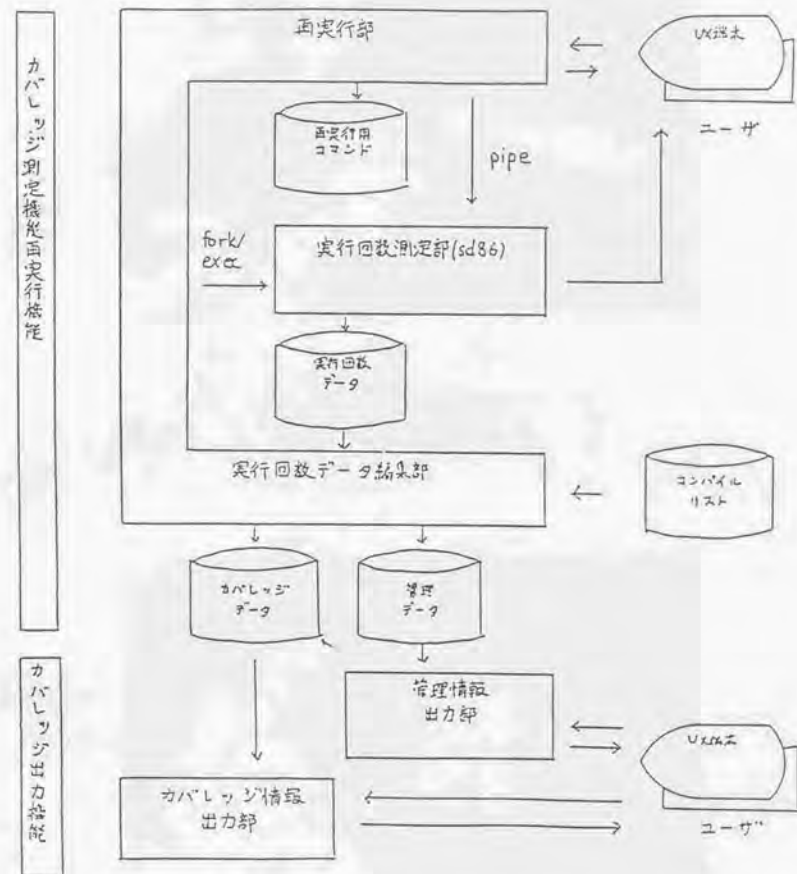 カバレッジ測定機能再実行機能
再実行部
UX端末
ユーザ
再実行用
コマンド
pipe
fork/
exec
実行回数測定部(sd86)
実行回数
データ
実行回数データ編集部
コンパイル
リスト
カバレッジ
データ
管理
データ
カバレッジ出力機能
管理情報
出力部
UX端末
ユーザ
カバレッジ情報
出力部